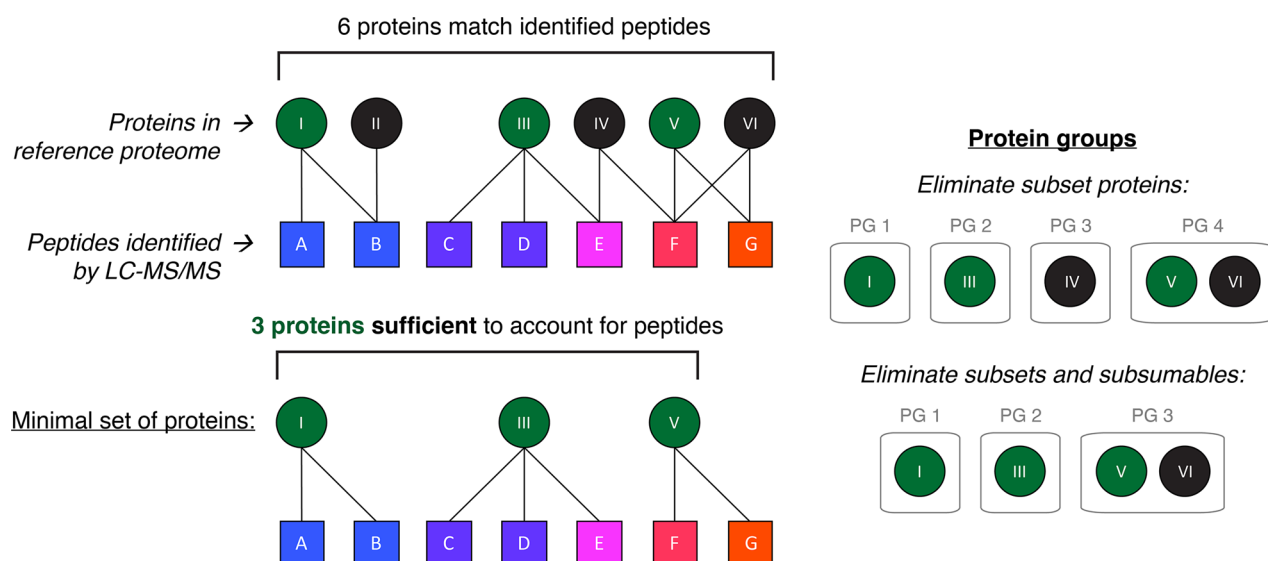 6 proteins match identified peptides
Proteins in →
reference proteome
I II III IV V VI
Peptides identified →
by LC-MS/MS
A B C D E F G
3 proteins sufficient to account for peptides
Minimal set of proteins:
I III V
A B C D E F G
Protein groups
Eliminate subset proteins:
PG 1 PG 2 PG 3 PG 4
I III IV V VI
Eliminate subsets and subsumables:
PG 1 PG 2 PG 3
I III V VI